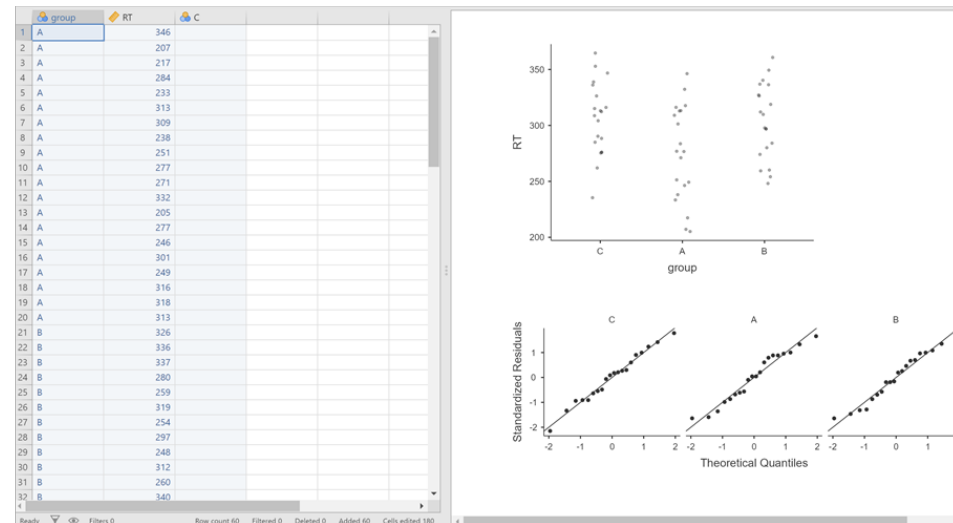 group RT C
1 A 346
2 A 207
3 A 217
4 A 284
5 A 233
6 A 313
7 A 309
8 A 238
9 A 251
10 A 277
11 A 271
12 A 332
13 A 205
14 A 277
15 A 246
16 A 301
17 A 249
18 A 316
19 A 318
20 A 313
21 B 326
22 B 336
23 B 337
24 B 280
25 B 259
26 B 319
27 B 254
28 B 297
29 B 248
30 B 312
31 B 260
32 B 340
Ready Filters 0 Row count 60 Filtered 0 Deleted 0 Added 60 Cells edited 180
350
300
250
200
RT
C A B
group
C A B
1
0
-1
-2
Standardized Residuals
-2 -1 0 1 2 -2 -1 0 1 2 -2 -1 0 1
Theoretical Quantiles